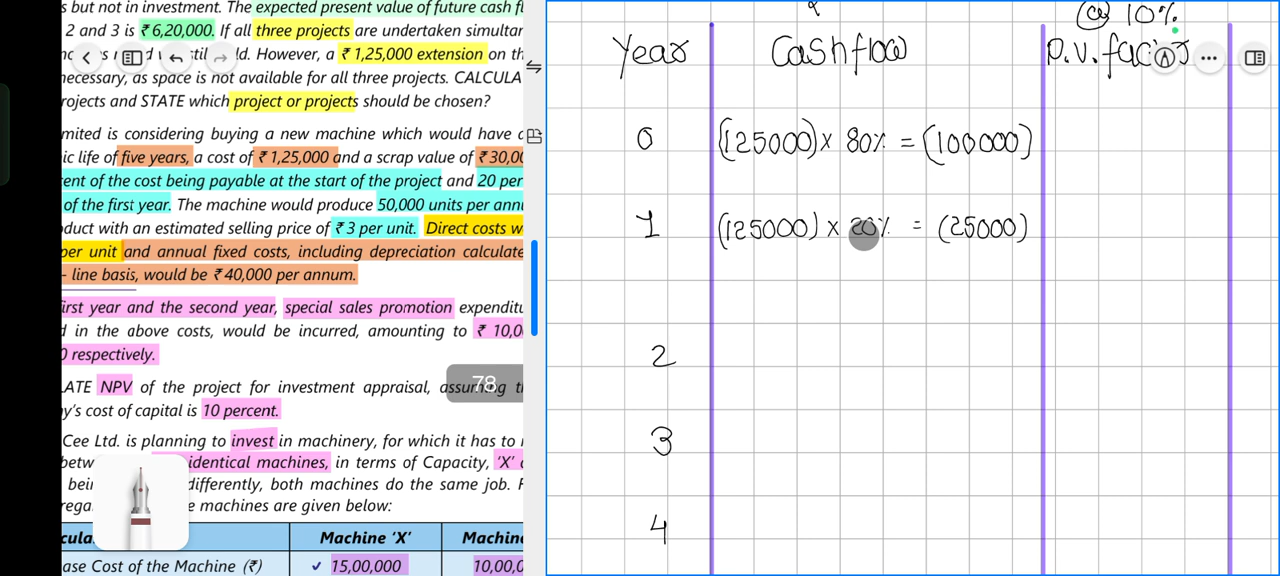 s but not in investment. The expected present value of future cash f
2 and 3 is ₹ 6,20,000. If all three projects are undertaken simultar
ld. However, a ₹ 1,25,000 extension on th
necessary, as space is not available for all three projects. CALCULA
rojects and STATE which project or projects should be chosen?
mited is considering buying a new machine which would have a
ic life of five years, a cost of ₹ 1,25,000 and a scrap value of ₹ 30,00
ent of the cost being payable at the start of the project and 20 per
of the first year. The machine would produce 50,000 units per annu
duct with an estimated selling price of ₹ 3 per unit. Direct costs w
per unit and annual fixed costs, including depreciation calculate
- line basis, would be ₹ 40,000 per annum.
irst year and the second year, special sales promotion expenditu
d in the above costs, would be incurred, amounting to ₹ 10,0
0 respectively.
LATE NPV of the project for investment appraisal, assuming t
y's cost of capital is 10 percent.
78
Cee Ltd. is planning to invest in machinery, for which it has to
betw identical machines, in terms of Capacity, 'X'
bein differently, both machines do the same job. F
rega e machines are given below:
cula Machine 'X' Machin
ase Cost of the Machine (₹) ✓ 15,00,000 10,00,0
@ 10%
Year Cashflow P.V. factor
0 (125000) x 80% = (100000)
1 (125000) x 20% = (25000)
2
3
4